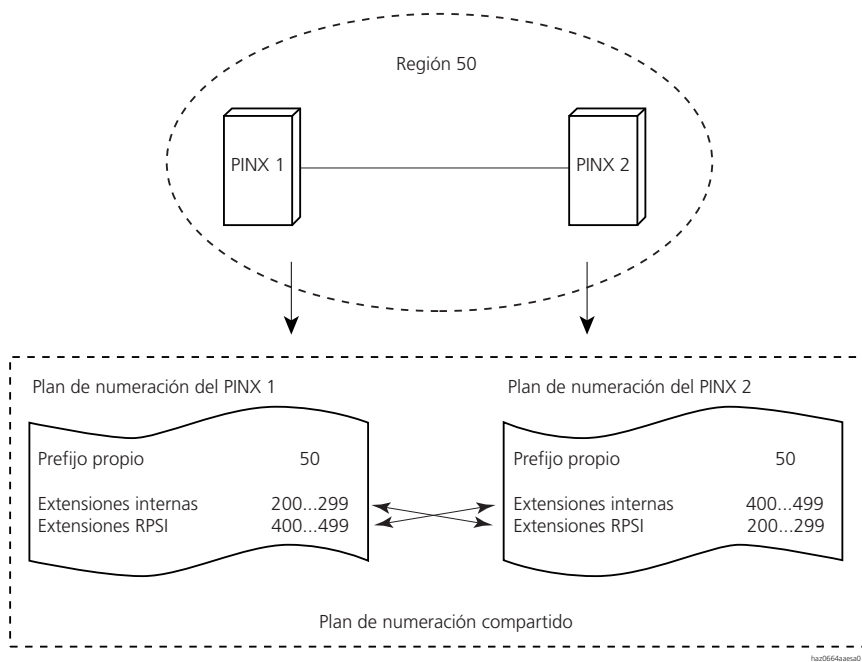 Región 50
PINX 1
PINX 2
Plan de numeración del PINX 1
Plan de numeración del PINX 2
Prefijo propio 50
Extensiones internas 200...299
Extensiones RPSI 400...499
Prefijo propio 50
Extensiones internas 400...499
Extensiones RPSI 200...299
Plan de numeración compartido
haz0664aaesa0